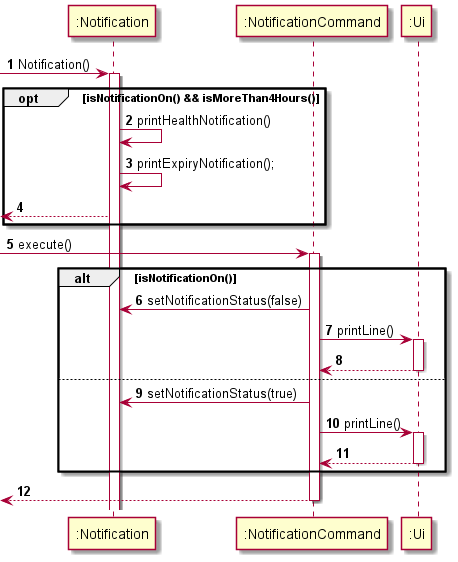 :Notification :NotificationCommand :Ui
1 Notification()
opt [isNotificationOn() && isMoreThan4Hours()]
2 printHealthNotification()
3 printExpiryNotification();
4
5 execute()
alt [isNotificationOn()]
6 setNotificationStatus(false)
7 printLine()
8
9 setNotificationStatus(true)
10 printLine()
11
12
:Notification :NotificationCommand :Ui